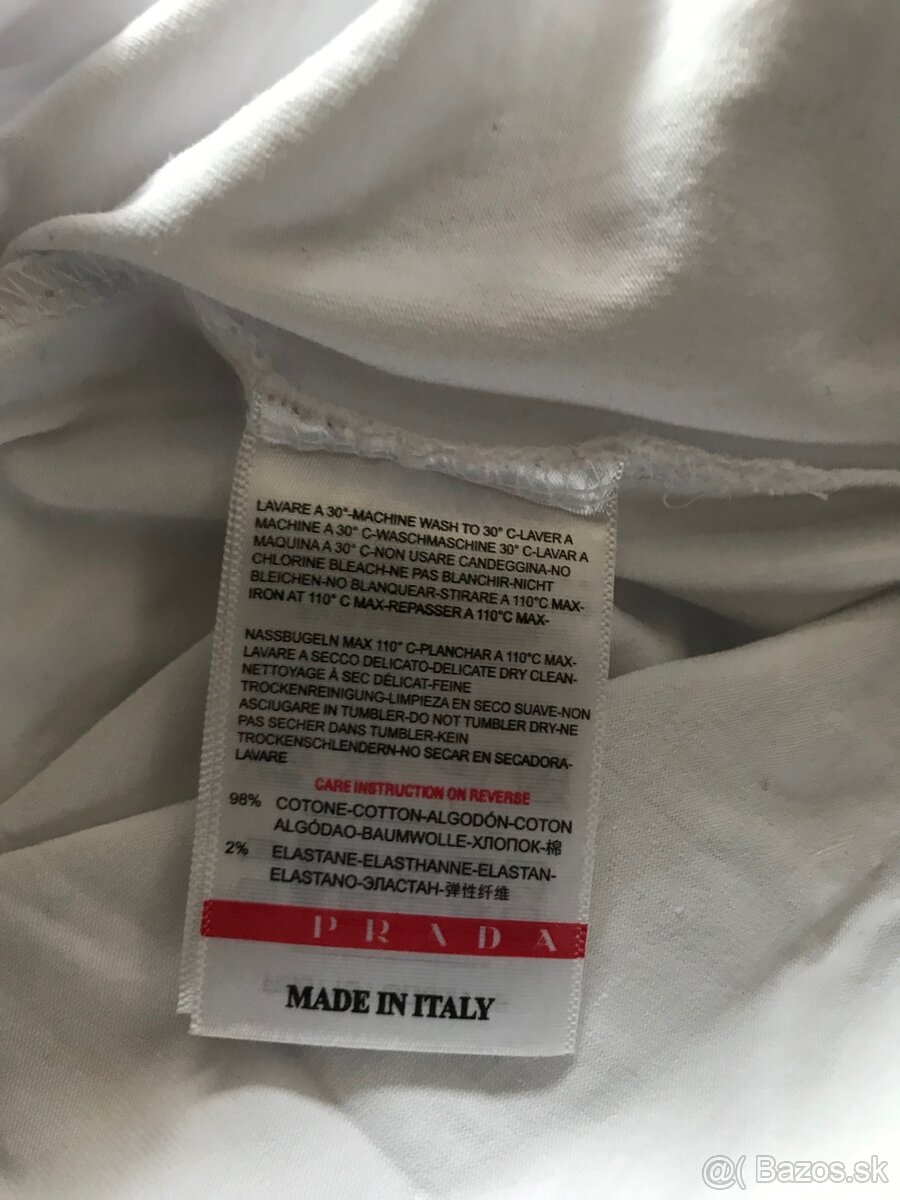 LAVARE A 30°-MACHINE WASH TO 30° C-LAVER A
MACHINE A 30° C-WASCHMASCHINE 30° C-LAVAR A
MAQUINA A 30° C-NON USARE CANDEGGINA-NO
CHLORINE BLEACH-NE PAS BLANCHIR-NICHT
BLEICHEN-NO BLANQUEAR-STIRARE A 110°C MAX-
IRON AT 110° C MAX-REPASSER A 110°C MAX-
NASSBUGELN MAX 110° C-PLANCHAR A 110°C MAX-
LAVARE A SECCO DELICATO-DELICATE DRY CLEAN-
NETTOYAGE À SEC DÉLICAT-FEINE
TROCKENREINIGUNG-LIMPIEZA EN SECO SUAVE-NON
ASCIUGARE IN TUMBLER-DO NOT TUMBLER DRY-NE
PAS SECHER DANS TUMBLER-KEIN
TROCKENSCHLENDERN-NO SECAR EN SECADORA-
LAVARE
CARE INSTRUCTION ON REVERSE
98% COTONE-COTTON-ALGODÓN-COTON
ALGÓDAO-BAUMWOLLE-ХЛОПОК-棉
2% ELASTANE-ELASTHANNE-ELASTAN-
ELASTANO-ЭЛАСТАН-弹性纤维
PRADA
MADE IN ITALY
@( Bazos.sk